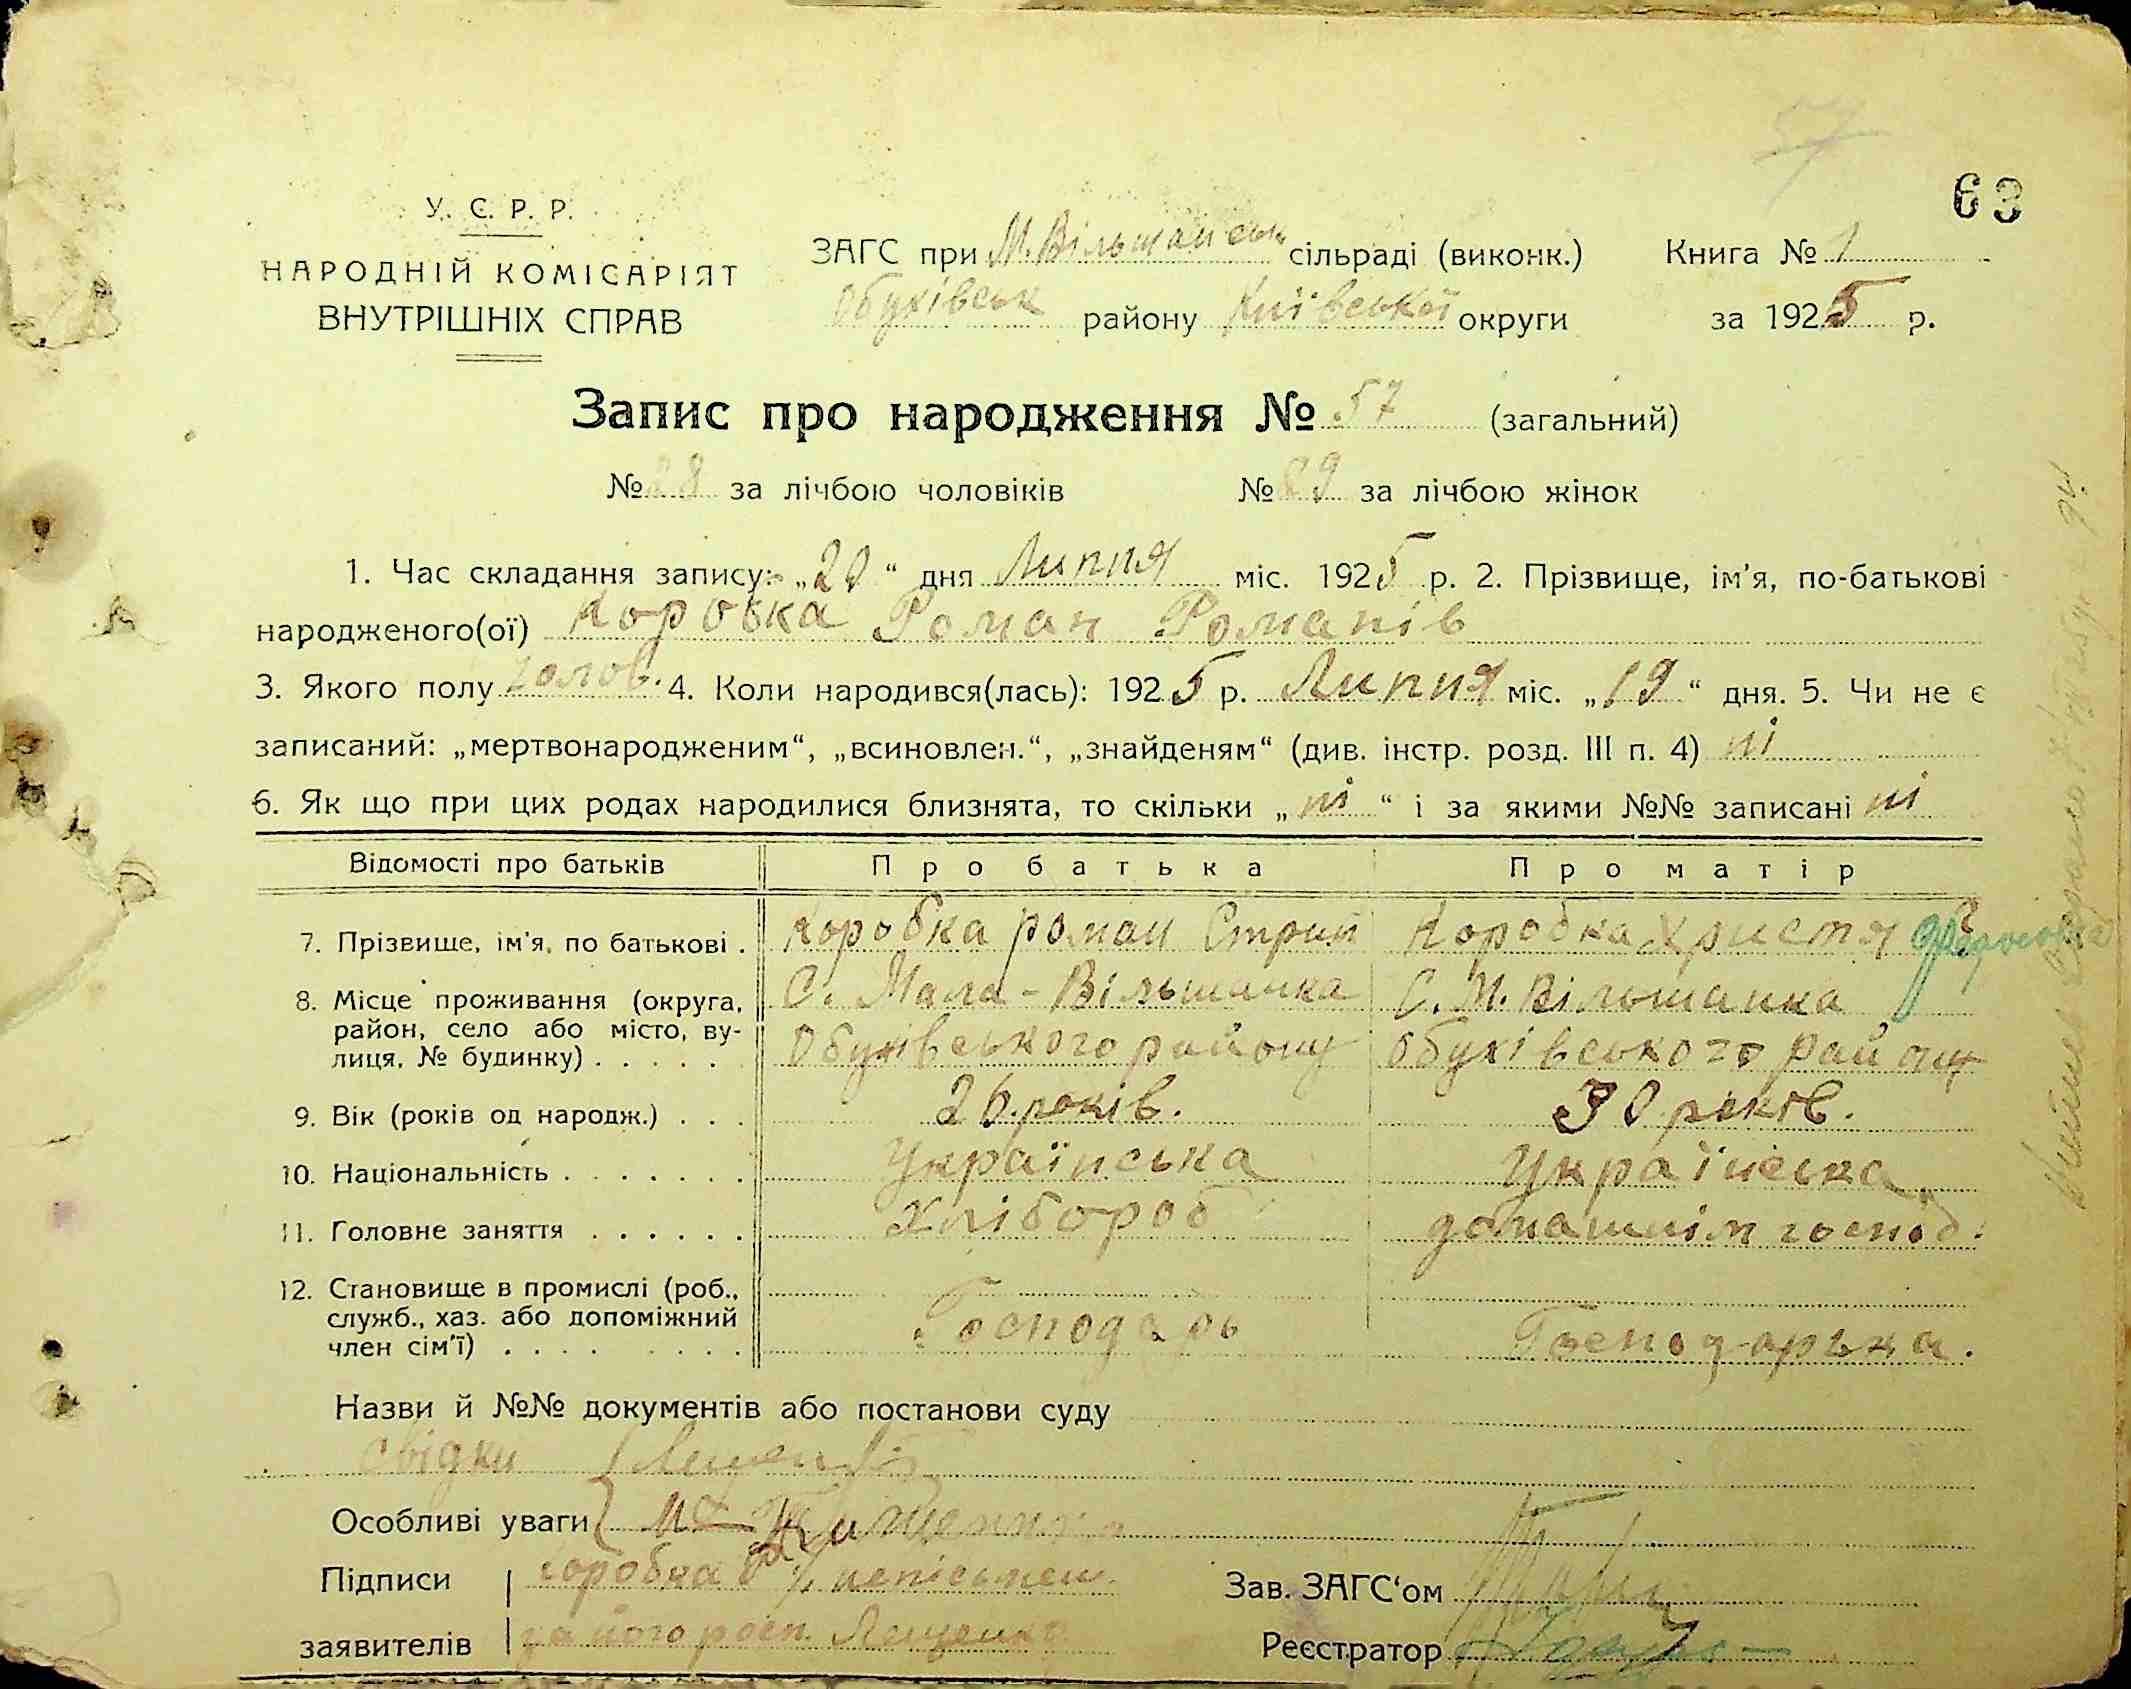 57
63
У. Є. Р. Р.
НАРОДНІЙ КОМІСАРІЯТ
ВНУТРІШНІХ СПРАВ
ЗАГС при М. Вільшанськ сільраді (виконк.) Книга № 1
Обухівськ району Київської округи за 1925 р.
Запис про народження № 57 (загальний)
№ 28 за лічбою чоловіків № 29 за лічбою жінок
1. Час складання запису: „20“ дня Липня міс. 1925 р. 2. Прізвище, ім'я, по-батькові
народженого(ої) Коробка Роман Романів
3. Якого полу чолов. 4. Коли народився(лась): 1925 р. Липня міс. „19“ дня. 5. Чи не є
записаний: „мертвонародженим“, „всиновлен.“, „знайденям“ (див. інстр. розд. III п. 4) ні
6. Як що при цих родах народилися близнята, то скільки „ні“ і за якими №№ записані ні
Відомості про батьків Про батька Про матір
7. Прізвище, ім'я, по батькові . Коробка роман Коробка Христя
8. Місце проживання (округа, район, село або місто, вулиця, № будинку) . . . . . С. Мала-Вільшанка Обухівського району С. М. Вільшанка Обухівського району
9. Вік (років од народж.) . . . 26 років. 30 років.
10. Національність . . . . . . . Українська Українська
11. Головне заняття . . . . . . Хлібороб домашнім господ.
12. Становище в промислі (роб., служб., хаз. або допоміжний член сім'ї) . . . . . . . . Господарь Господарька.
Назви й №№ документів або постанови суду
свідки
Особливі уваги
Підписи Коробка неписьмен.
заявителів за його росп. Лещенко
Зав. ЗАГС'ом
Реєстратор